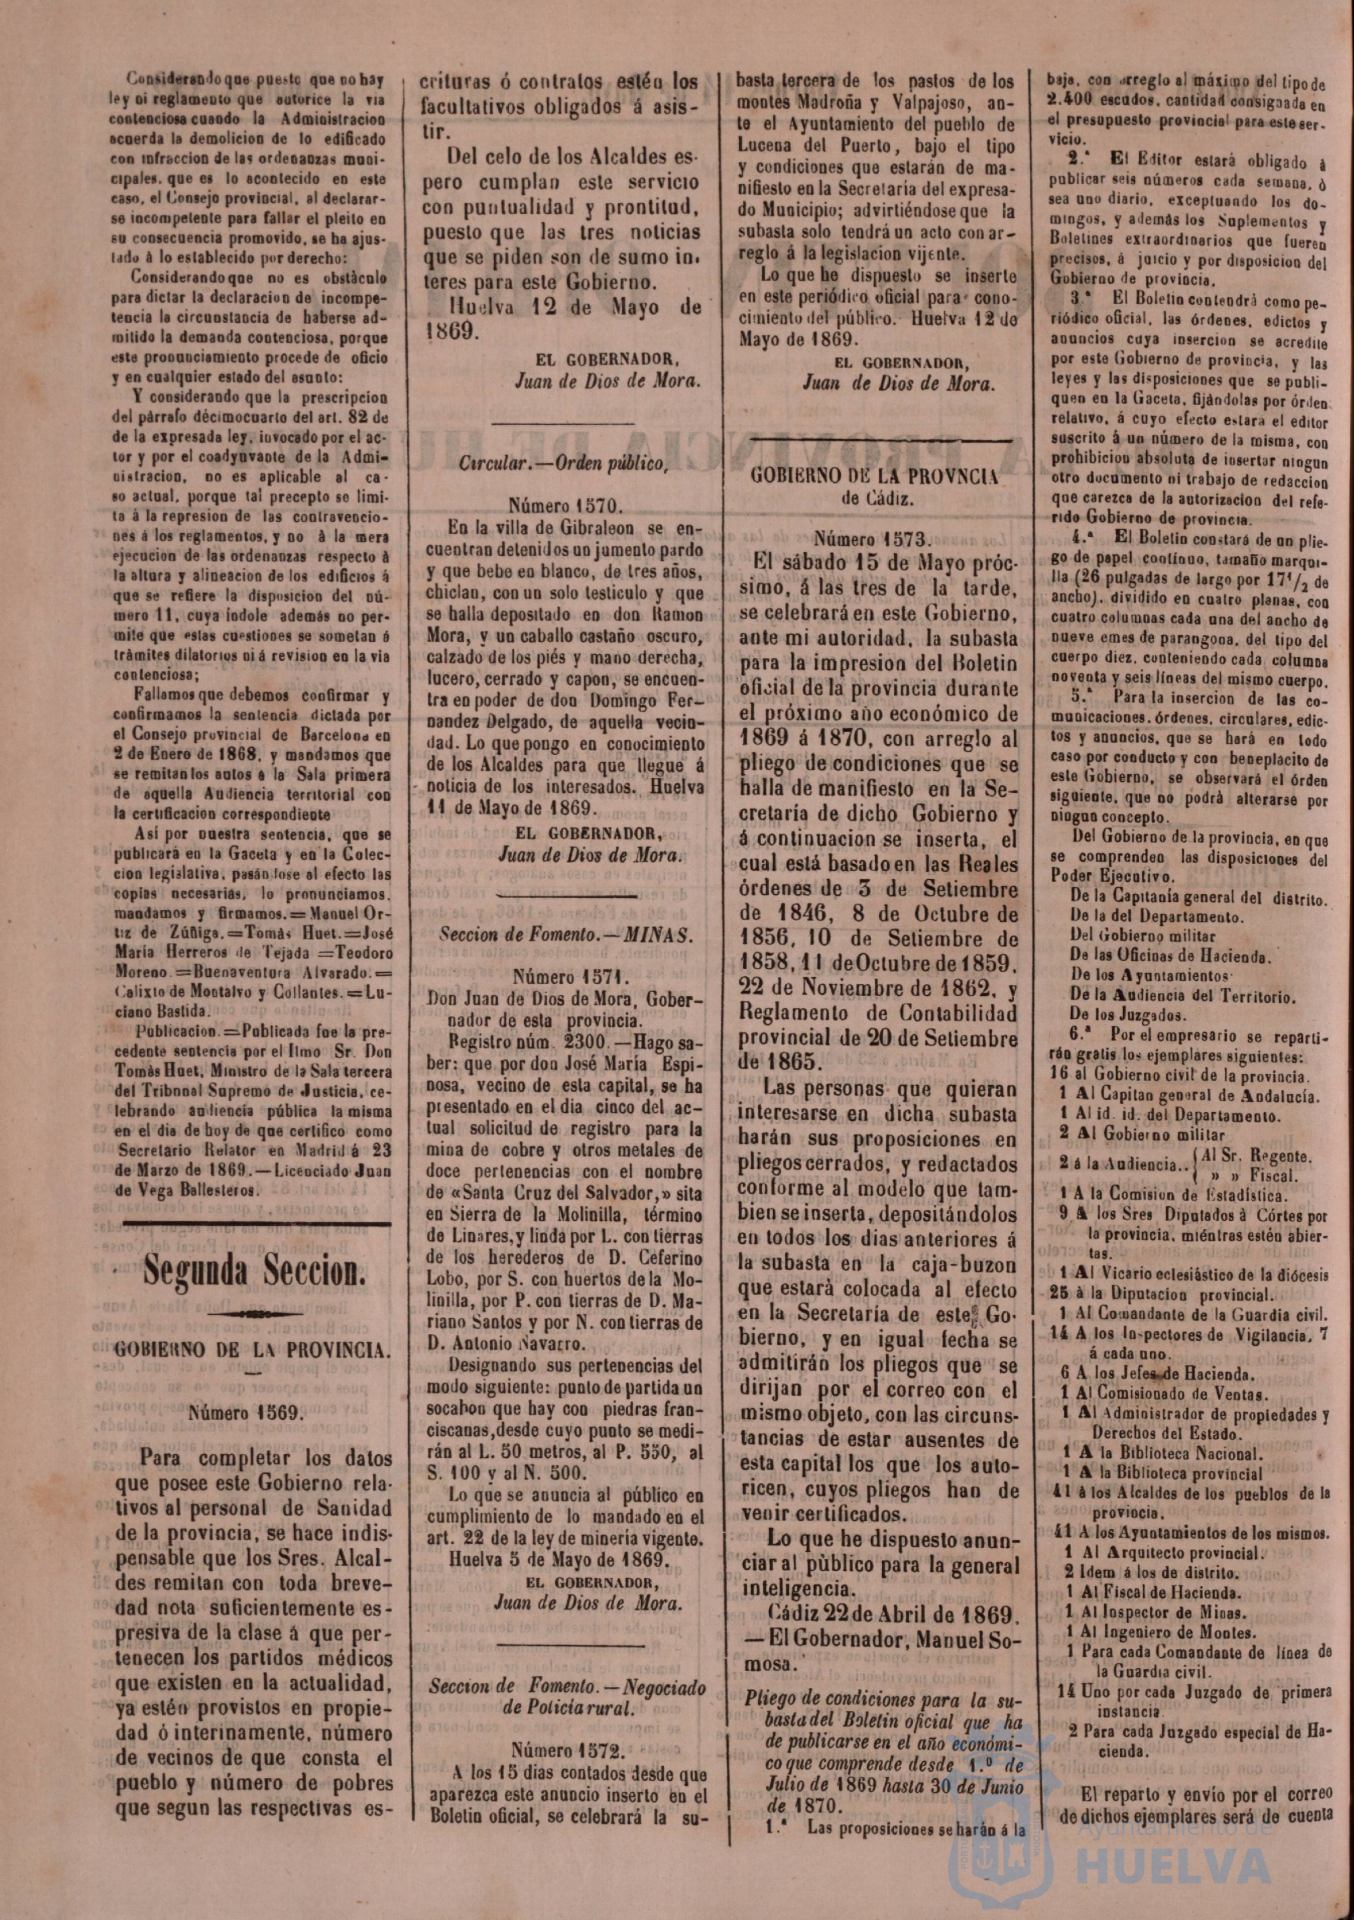 Considerando que puesto que no hay
ley ni reglamento que autorice la via
contenciosa cuando la Administracion
acuerda la demolicion de lo edificado
con infraccion de las ordenanzas muni-
cipales, que es lo acontecido en este
caso, el Consejo provincial, al declarar-
se incompetente para fallar el pleito en
su consecuencia promovido, se ha ajus-
tado à lo establecido por derecho:
Considerando que no es obstàculo
para dictar la declaracion de incompe-
tencia la circunstancia de haberse ad-
mitido la demanda contenciosa, porque
este pronunciamiento procede de oficio
y en cualquier estado del asunto:
Y considerando que la prescripcion
del párrafo décimocuarto del art. 82 de
de la expresada ley, invocado por el ac-
tor y por el coadyuvante de la Admi-
nistracion, no es aplicable al ca-
so actual, porque tal precepto se limi-
ta á la represion de las contravencio-
nes á los reglamentos, y no à la mera
ejecucion de las ordenanzas respecto à
la altura y alineacion de los edificios á
que se refiere la disposicion del nú-
mero 11, cuya índole además no per-
mite que estas cuestiones se sometan á
tràmites dilatorios ni á revision en la via
contenciosa;
Fallamos que debemos confirmar y
confirmamos la sentencia dictada por
el Consejo provincial de Barcelona en
2 de Enero de 1868, y mandamos que
se remitan los autos à la Sala primera
de aquella Audiencia territorial con
la certificacion correspondiente
Así por nuestra sentencia, que se
publicará en la Gaceta y en la Colec-
cion legislativa, pasándose al efecto las
copias necesarias, lo pronunciamos,
mandamos y firmamos.=Manuel Or-
tiz de Zúñiga.=Tomás Huet.=José
María Herreros de Tejada =Teodoro
Moreno.=Buenaventura Alvarado.=
Calixto de Montalvo y Collantes.=Lu-
ciano Bastida.
Publicacion.=Publicada fue la pre-
cedente sentencia por el Ilmo Sr. Don
Tomàs Huet, Ministro de la Sala tercera
del Tribunal Supremo de Justicia, ce-
lebrando audiencia pública la misma
en el dia de hoy de que certifico como
Secretario Relator en Madrid á 23
de Marzo de 1869.—Licenciado Juan
de Vega Ballesteros.
Segunda Seccion.
GOBIERNO DE LA PROVINCIA.
Número 1569.
Para completar los datos
que posee este Gobierno rela-
tivos al personal de Sanidad
de la provincia, se hace indis-
pensable que los Sres. Alcal-
des remitan con toda breve-
dad nota suficientemente es-
presiva de la clase á que per-
tenecen los partidos médicos
que existen en la actualidad,
ya estén provistos en propie-
dad ó interinamente, número
de vecinos de que consta el
pueblo y número de pobres
que segun las respectivas es-
crituras ó contratos estén los
facultativos obligados á asis-
tir.
Del celo de los Alcaldes es-
pero cumplan este servicio
con puntualidad y prontitud,
puesto que las tres noticias
que se piden son de sumo in-
teres para este Gobierno.
Huelva 12 de Mayo de
1869.
EL GOBERNADOR,
Juan de Dios de Mora.
Circular.—Orden público,
Número 1570.
En la villa de Gibraleon se en-
cuentran detenidos un jumento pardo
y que bebe en blanco, de tres años,
chiclan, con un solo testiculo y que
se halla depositado en don Ramon
Mora, y un caballo castaño oscuro,
calzado de los piés y mano derecha,
lucero, cerrado y capon, se encuen-
tra en poder de don Domingo Fer-
nandez Delgado, de aquella vecin-
dad. Lo que pongo en conocimiento
de los Alcaldes para que llegue á
noticia de los interesados. Huelva
11 de Mayo de 1869.
EL GOBERNADOR,
Juan de Dios de Mora.
Seccion de Fomento.—MINAS.
Número 1571.
Don Juan de Dios de Mora, Gober-
nador de esta provincia.
Registro núm. 2300.—Hago sa-
ber: que por don José María Espi-
nosa, vecino de esta capital, se ha
presentado en el dia cinco del ac-
tual solicitud de registro para la
mina de cobre y otros metales de
doce pertenencias con el nombre
de «Santa Cruz del Salvador,» sita
en Sierra de la Molinilla, término
de Linares, y linda por L. con tierras
de los herederos de D. Ceferino
Lobo, por S. con huertos de la Mo-
linilla, por P. con tierras de D. Ma-
riano Santos y por N. con tierras de
D. Antonio Navarro.
Designando sus pertenencias del
modo siguiente: punto de partida un
socabon que hay con piedras fran-
ciscanas, desde cuyo punto se medi-
rán al L. 50 metros, al P. 550, al
S. 100 y al N. 500.
Lo que se anuncia al público en
cumplimiento de lo mandado en el
art. 22 de la ley de minería vigente.
Huelva 5 de Mayo de 1869.
EL GOBERNADOR,
Juan de Dios de Mora.
Seccion de Fomento.—Negociado
de Policía rural.
Número 1572.
A los 15 dias contados desde que
aparezca este anuncio inserto en el
Boletin oficial, se celebrará la su-
basta tercera de los pastos de los
montes Madroña y Valpajoso, an-
te el Ayuntamiento del pueblo de
Lucena del Puerto, bajo el tipo
y condiciones que estarán de ma-
nifiesto en la Secretaría del expresa-
do Municipio; advirtiéndose que la
subasta solo tendrá un acto con ar-
reglo á la legislacion vijente.
Lo que he dispuesto se inserte
en este periódico oficial para cono-
cimiento del público. Huelva 12 de
Mayo de 1869.
EL GOBERNADOR,
Juan de Dios de Mora.
GOBIERNO DE LA PROVNCIA
de Cádiz.
Número 1573.
El sábado 15 de Mayo próc-
simo, á las tres de la tarde,
se celebrará en este Gobierno,
ante mi autoridad, la subasta
para la impresion del Boletin
oficial de la provincia durante
el próximo año económico de
1869 á 1870, con arreglo al
pliego de condiciones que se
halla de manifiesto en la Se-
cretaría de dicho Gobierno y
á continuacion se inserta, el
cual está basado en las Reales
órdenes de 3 de Setiembre
de 1846, 8 de Octubre de
1856, 10 de Setiembre de
1858, 11 de Octubre de 1859,
22 de Noviembre de 1862, y
Reglamento de Contabilidad
provincial de 20 de Setiembre
de 1865.
Las personas que quieran
interesarse en dicha subasta
harán sus proposiciones en
pliegos cerrados, y redactados
conforme al modelo que tam-
bien se inserta, depositándolos
en todos los dias anteriores á
la subasta en la caja-buzon
que estará colocada al efecto
en la Secretaría de este Go-
bierno, y en igual fecha se
admitirán los pliegos que se
dirijan por el correo con el
mismo objeto, con las circuns-
tancias de estar ausentes de
esta capital los que los auto-
ricen, cuyos pliegos han de
venir certificados.
Lo que he dispuesto anun-
ciar al pùblico para la general
inteligencia.
Cádiz 22 de Abril de 1869.
—El Gobernador, Manuel So-
mosa.
Pliego de condiciones para la su-
basta del Boletin oficial que ha
de publicarse en el año económi-
co que comprende desde 1.º de
Julio de 1869 hasta 30 de Junio
de 1870.
1.ª Las proposiciones se harán á la
baja, con arreglo al máximo del tipo de
2.400 escudos, cantidad consignada en
el presupuesto provincial para este ser-
vicio.
2.ª El Editor estará obligado à
publicar seis números cada semana, ò
sea uno diario, exceptuando los do-
mingos, y además los Suplementos y
Boletines extraordinarios que fueren
precisos, á juicio y por disposicion del
Gobierno de provincia.
3.ª El Boletin contendrà como pe-
riódico oficial, las órdenes, edictos y
anuncios cuya insercion se acredite
por este Gobierno de provincia, y las
leyes y las disposiciones que se publi-
quen en la Gaceta, fijándolas por órden
relativo, á cuyo efecto estará el editor
suscrito à un número de la misma, con
prohibicion absoluta de insertar ningun
otro documento ni trabajo de redaccion
que carezca de la autorizacion del refe-
rido Gobierno de provincia.
4.ª El Boletin constará de un plie-
go de papel contínuo, tamaño marqui-
lla (26 pulgadas de largo por 17 1/2 de
ancho), dividido en cuatro planas, con
cuatro columnas cada una del ancho de
nueve emes de parangona, del tipo del
cuerpo diez, conteniendo cada columna
noventa y seis líneas del mismo cuerpo.
5.ª Para la insercion de las co-
municaciones, órdenes, circulares, edic-
tos y anuncios, que se hará en todo
caso por conducto y con beneplacito de
este Gobierno, se observará el órden
siguiente, que no podrà alterarse por
ningun concepto.
Del Gobierno de la provincia, en que
se comprenden las disposiciones del
Poder Ejecutivo.
De la Capitanía general del distrito.
De la del Departamento.
Del Gobierno militar
De las Oficinas de Hacienda.
De los Ayuntamientos
De la Audiencia del Territorio.
De los Juzgados.
6.ª Por el empresario se reparti-
rán gratis los ejemplares siguientes:
16 al Gobierno civil de la provincia.
1 Al Capitan general de Andalucía.
1 Al id. id. del Departamento.
2 Al Gobierno militar
2 á la Audiencia.. { Al Sr. Regente.
» » Fiscal.
1 A la Comision de Estadística.
9 A los Sres Diputados à Córtes por
la provincia, miéntras estén abier-
tas.
1 Al Vicario eclesiástico de la diócesis
25 à la Diputacion provincial.
1 Al Comandante de la Guardia civil.
14 A los Inspectores de Vigilancia, 7
á cada uno.
6 A los Jefes de Hacienda.
1 Al Comisionado de Ventas.
1 Al Administrador de propiedades y
Derechos del Estado.
1 A la Biblioteca Nacional.
1 A la Biblioteca provincial
41 à los Alcaldes de los pueblos de la
provincia.
41 A los Ayuntamientos de los mismos.
1 Al Arquitecto provincial.
2 Idem á los de distrito.
1 Al Fiscal de Hacienda.
1 Al Inspector de Minas.
1 Al Ingeniero de Montes.
1 Para cada Comandante de línea de
la Guardia civil.
14 Uno por cada Juzgado de primera
instancia.
2 Para cada Juzgado especial de Ha-
cienda.
El reparto y envío por el correo
de dichos ejemplares será de cuenta
Ayuntamiento de
HUELVA